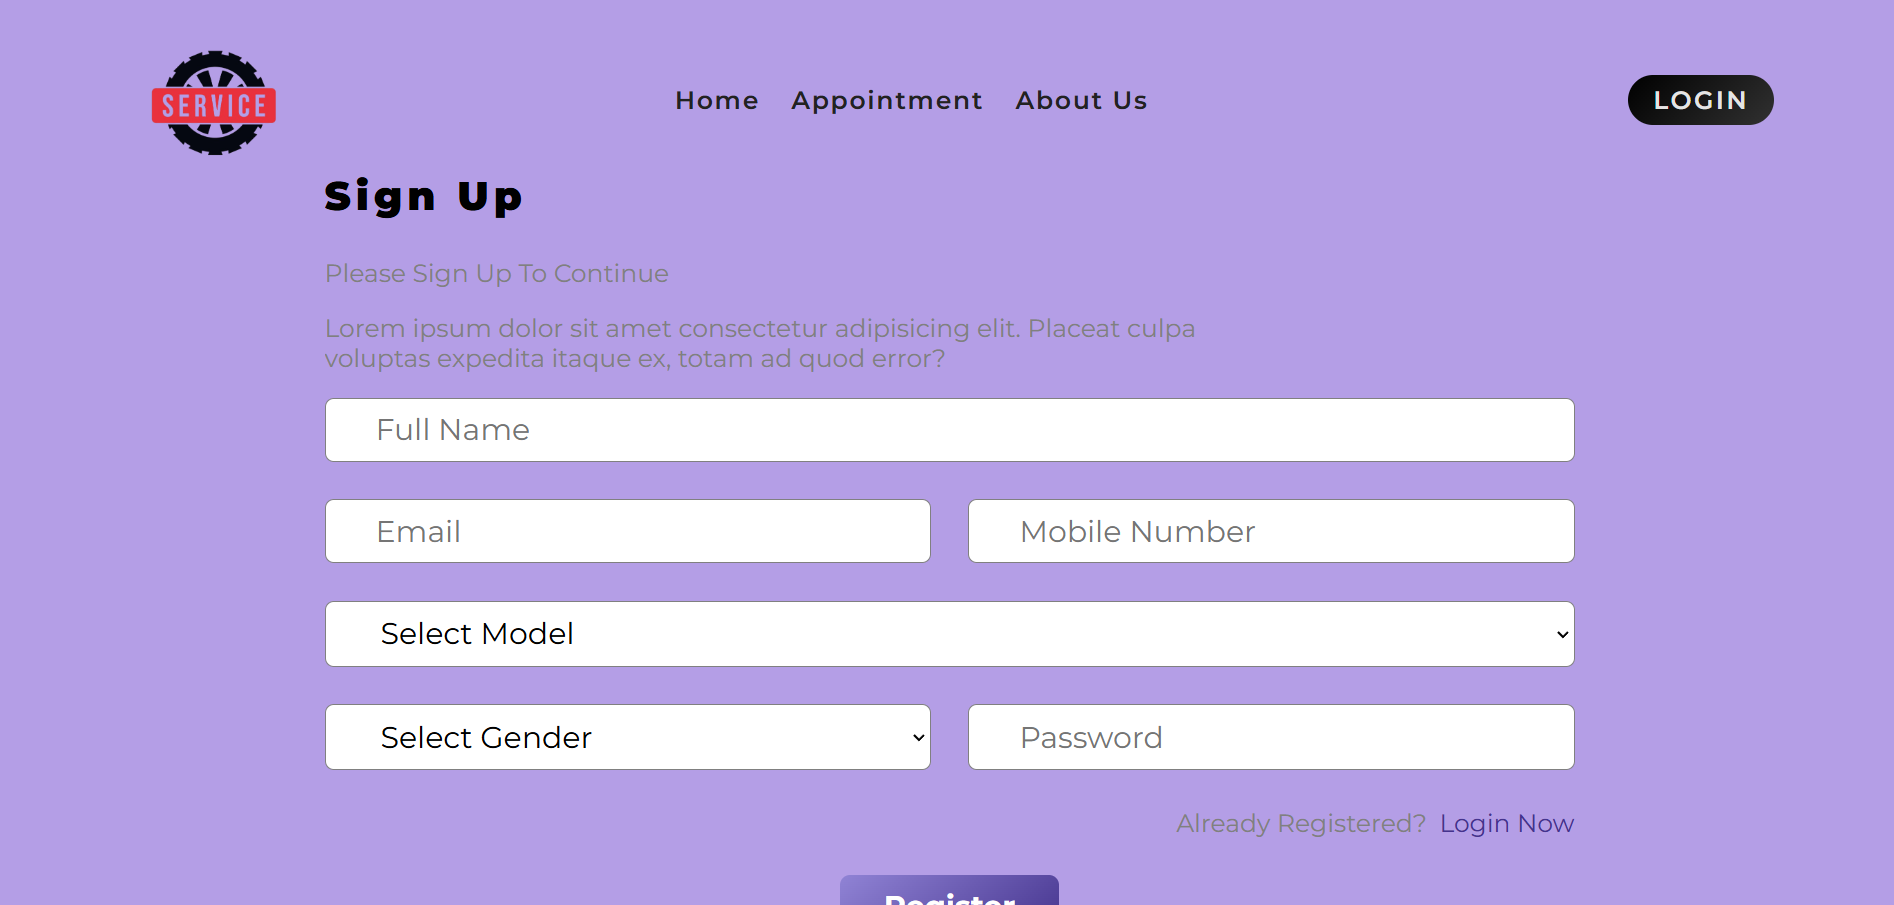 SERVICE
Home Appointment About Us
LOGIN
Sign Up
Please Sign Up To Continue
Lorem ipsum dolor sit amet consectetur adipisicing elit. Placeat culpa
voluptas expedita itaque ex, totam ad quod error?
Full Name
Email
Mobile Number
Select Model
Select Gender
Password
Already Registered? Login Now
Register